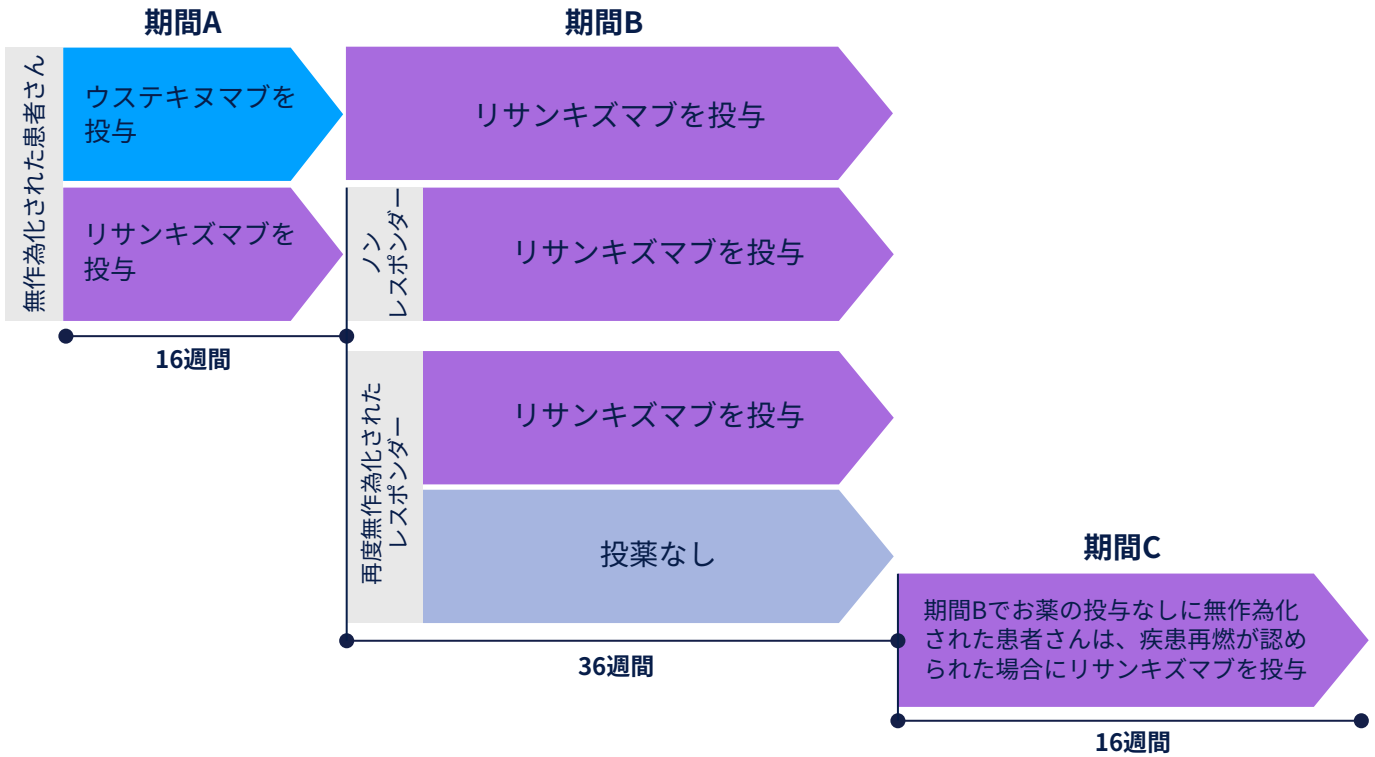 期間A
期間B
無作為化された患者さん
ウステキヌマブを
投与
リサンキズマブを投与
リサンキズマブを
投与
ノン
レスポンダー
リサンキズマブを投与
16週間
再度無作為化された
レスポンダー
リサンキズマブを投与
投薬なし
36週間
期間C
期間Bでお薬の投与なしに無作為化
された患者さんは、疾患再燃が認め
られた場合にリサンキズマブを投与
16週間